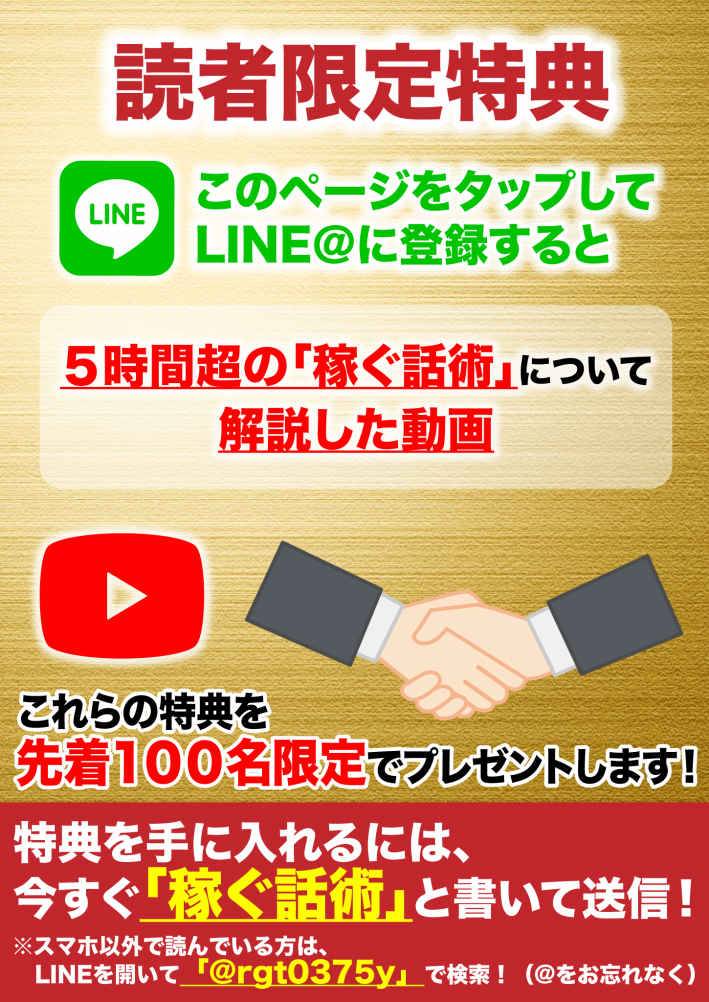 読者限定特典
LINE
このページをタップして
LINE@に登録すると
５時間超の「稼ぐ話術」について
解説した動画
これらの特典を
先着１００名限定でプレゼントします！
特典を手に入れるには、
今すぐ「稼ぐ話術」と書いて送信！
※スマホ以外で読んでいる方は、
LINEを開いて「@rgt0375y」で検索！（@をお忘れなく）